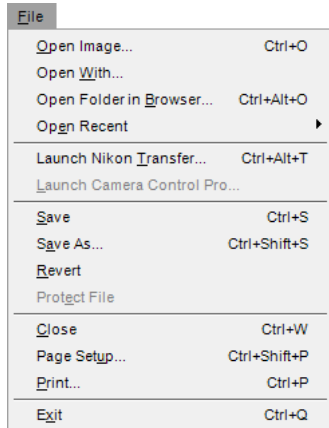 File
Open Image... Ctrl+O
Open With...
Open Folder in Browser... Ctrl+Alt+O
Open Recent
Launch Nikon Transfer... Ctrl+Alt+T
Launch Camera Control Pro...
Save Ctrl+S
Save As... Ctrl+Shift+S
Revert
Protect File
Close Ctrl+W
Page Setup... Ctrl+Shift+P
Print... Ctrl+P
Exit Ctrl+Q